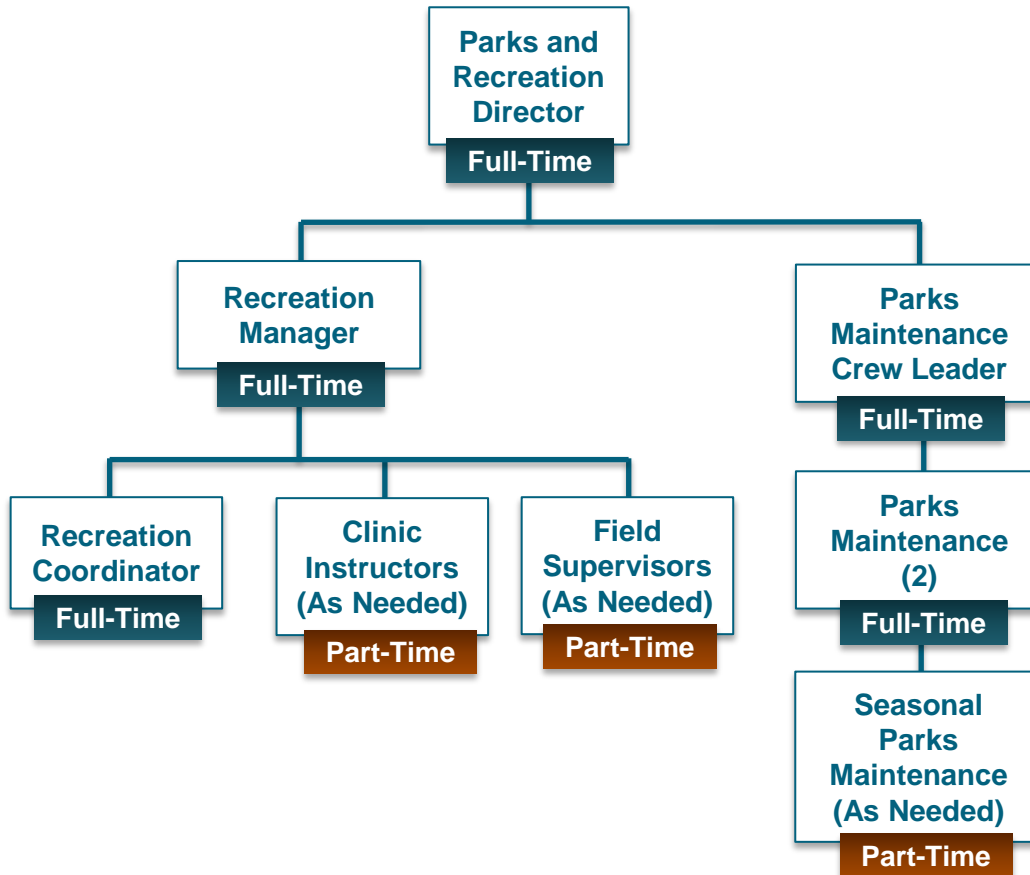 Parks and
Recreation
Director
Full-Time
Recreation
Manager
Full-Time
Parks
Maintenance
Crew Leader
Full-Time
Recreation
Coordinator
Full-Time
Clinic
Instructors
(As Needed)
Part-Time
Field
Supervisors
(As Needed)
Part-Time
Parks
Maintenance
(2)
Full-Time
Seasonal
Parks
Maintenance
(As Needed)
Part-Time